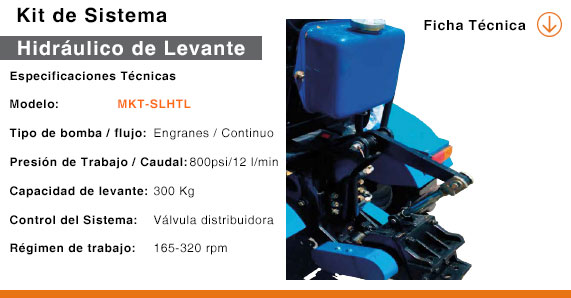 Kit de Sistema
Hidráulico de Levante
Ficha Técnica
Especificaciones Técnicas
Modelo: MKT-SLHTL
Tipo de bomba / flujo: Engranes / Continuo
Presión de Trabajo / Caudal: 800psi/12 l/min
Capacidad de levante: 300 Kg
Control del Sistema: Válvula distribuidora
Régimen de trabajo: 165-320 rpm